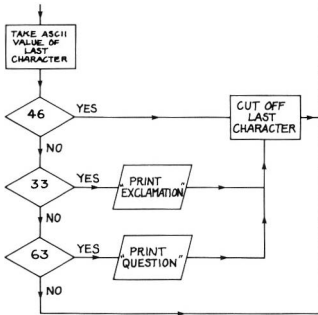 TAKE ASCII
VALUE OF
LAST
CHARACTER
46
YES
CUT OFF
LAST
CHARACTER
NO
33
YES
"PRINT
EXCLAMATION"
NO
63
YES
"PRINT
QUESTION"
NO